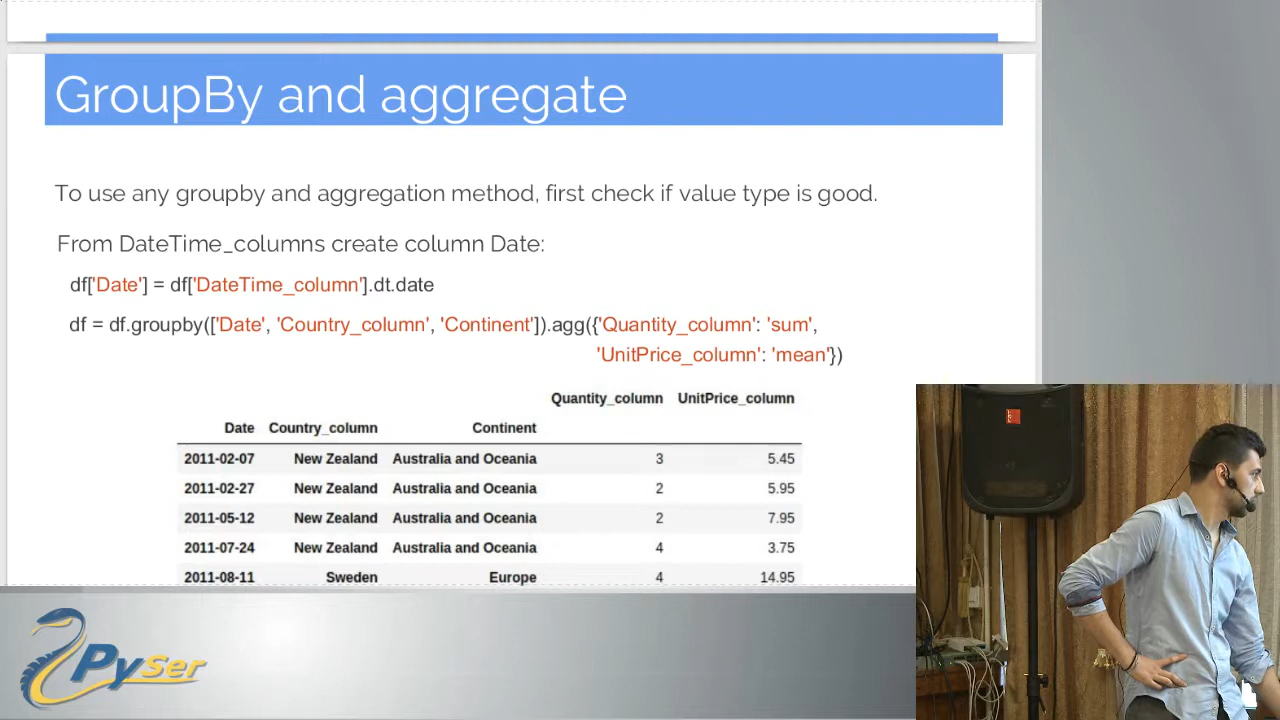 GroupBy and aggregate
To use any groupby and aggregation method, first check if value type is good.
From DateTime_columns create column Date:
df['Date'] = df['DateTime_column'].dt.date
df = df.groupby(['Date', 'Country_column', 'Continent']).agg({'Quantity_column': 'sum',
'UnitPrice_column': 'mean'})
Quantity_column UnitPrice_column
Date Country_column Continent
2011-02-07 New Zealand Australia and Oceania 3 5.45
2011-02-27 New Zealand Australia and Oceania 2 5.95
2011-05-12 New Zealand Australia and Oceania 2 7.95
2011-07-24 New Zealand Australia and Oceania 4 3.75
2011-08-11 Sweden Europe 4 14.95
PySer